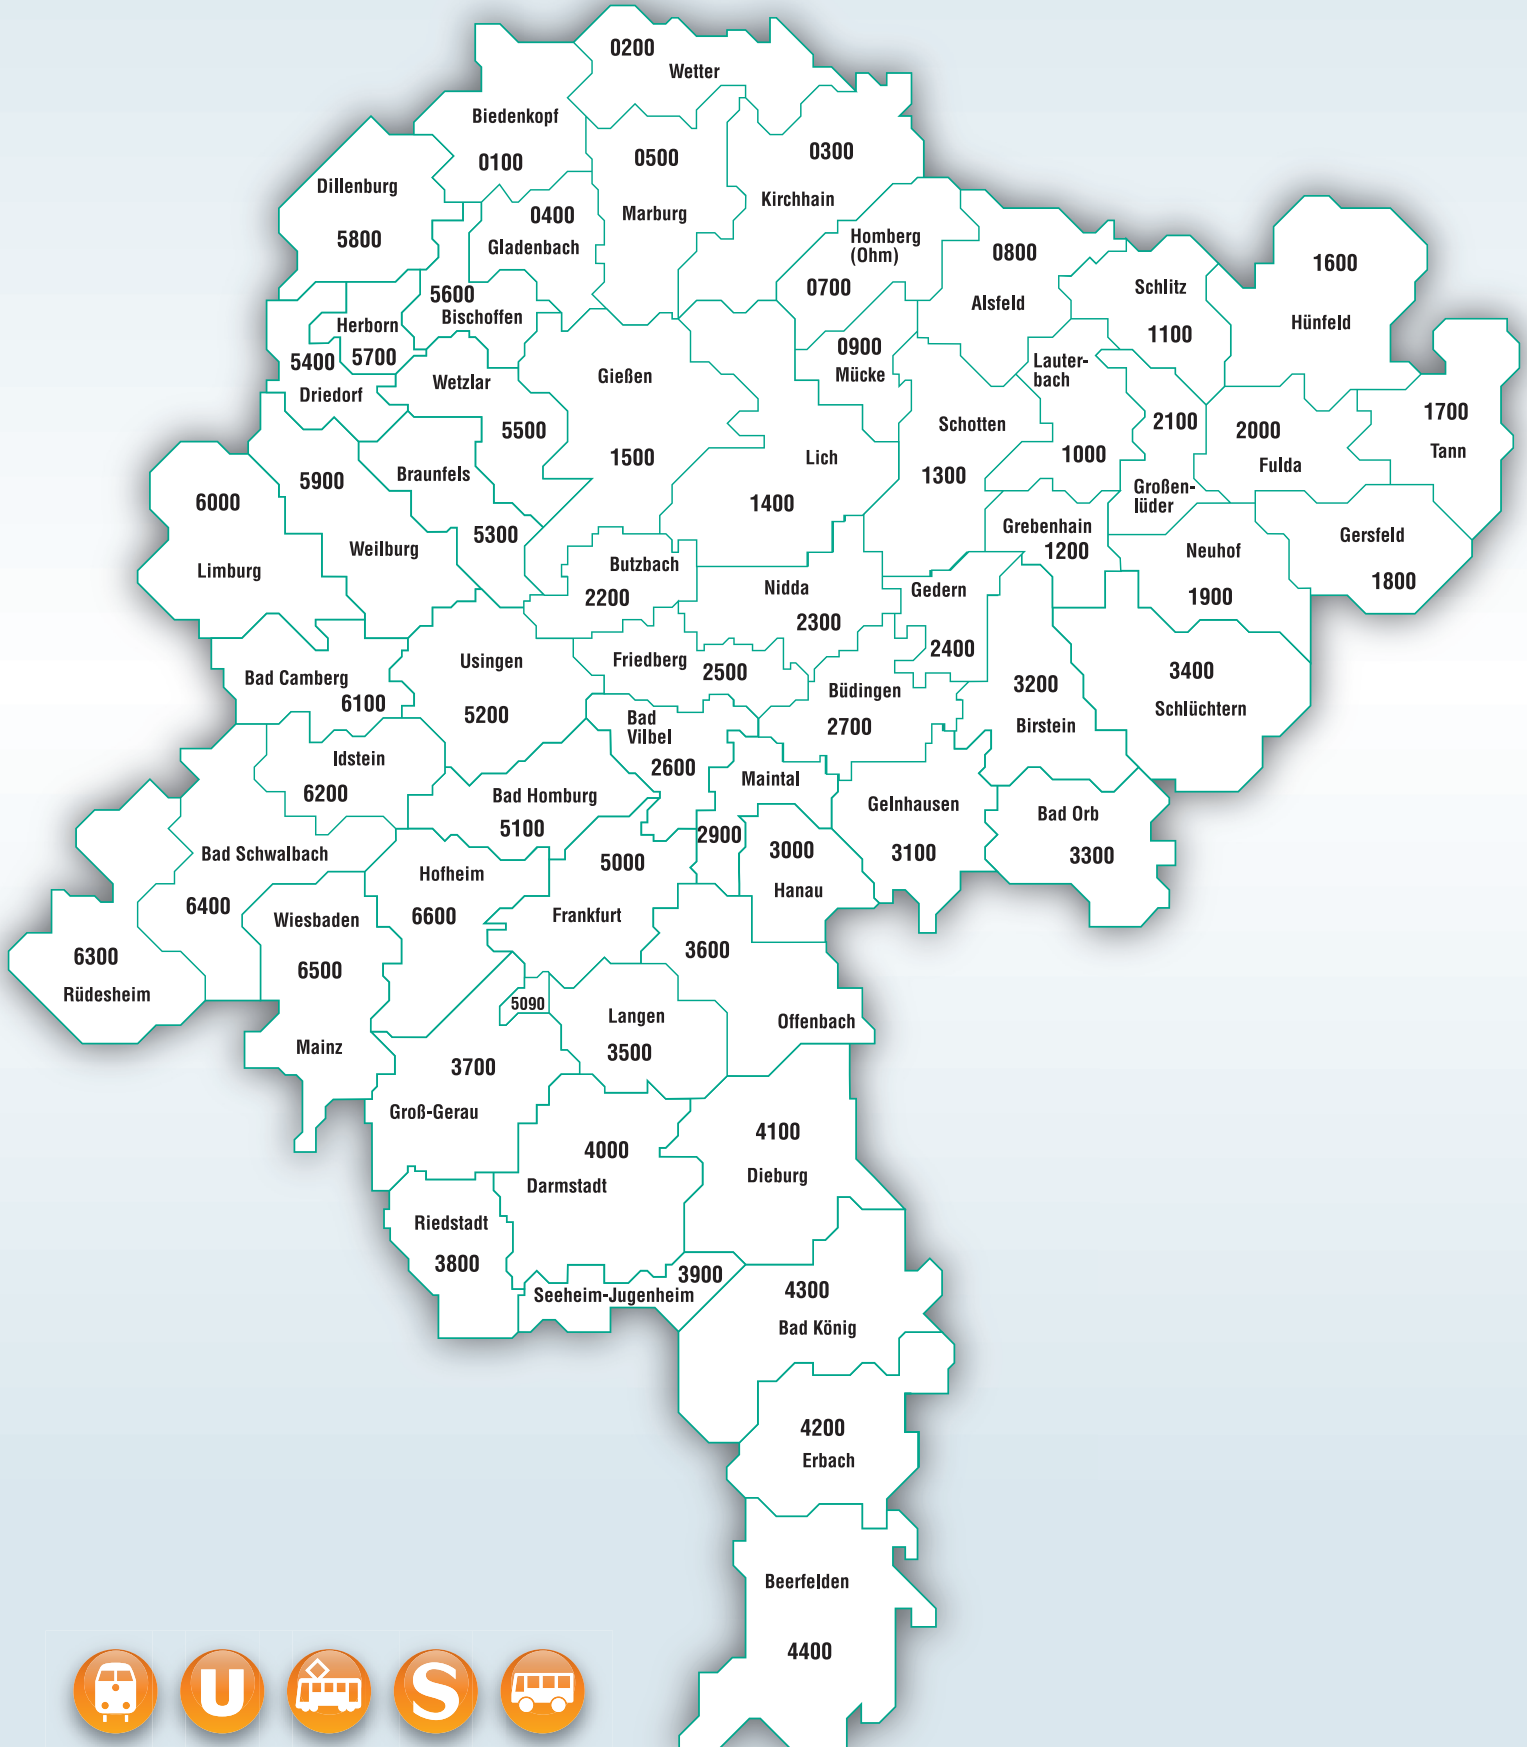 0200
Wetter
Biedenkopf
0100
0500
Marburg
0300
Kirchhain
Dillenburg
5800
0400
Gladenbach
Homberg
(Ohm)
0700
0800
Alsfeld
Schlitz
1100
1600
Hünfeld
5600
Bischoffen
Herborn
5700
5400
Driedorf
Wetzlar
5500
Gießen
1500
0900
Mücke
Lauter-
bach
1000
Schotten
1300
2100
Großen-
lüder
2000
Fulda
1700
Tann
Lich
1400
Braunfels
5300
5900
Weilburg
6000
Limburg
Grebenhain
1200
Neuhof
1900
Gersfeld
1800
Butzbach
2200
Nidda
2300
Gedern
2400
Usingen
5200
Friedberg
2500
Büdingen
2700
3200
Birstein
3400
Schlüchtern
Bad Camberg
6100
Bad
Vilbel
2600
Idstein
6200
Maintal
2900
Bad Homburg
5100
Gelnhausen
3100
Bad Orb
3300
Bad Schwalbach
6400
Hofheim
6600
5000
Frankfurt
3000
Hanau
Wiesbaden
6500
Mainz
6300
Rüdesheim
3600
Offenbach
5090
Langen
3500
3700
Groß-Gerau
4000
Darmstadt
4100
Dieburg
Riedstadt
3800
3900
Seeheim-Jugenheim
4300
Bad König
4200
Erbach
Beerfelden
4400
U
S